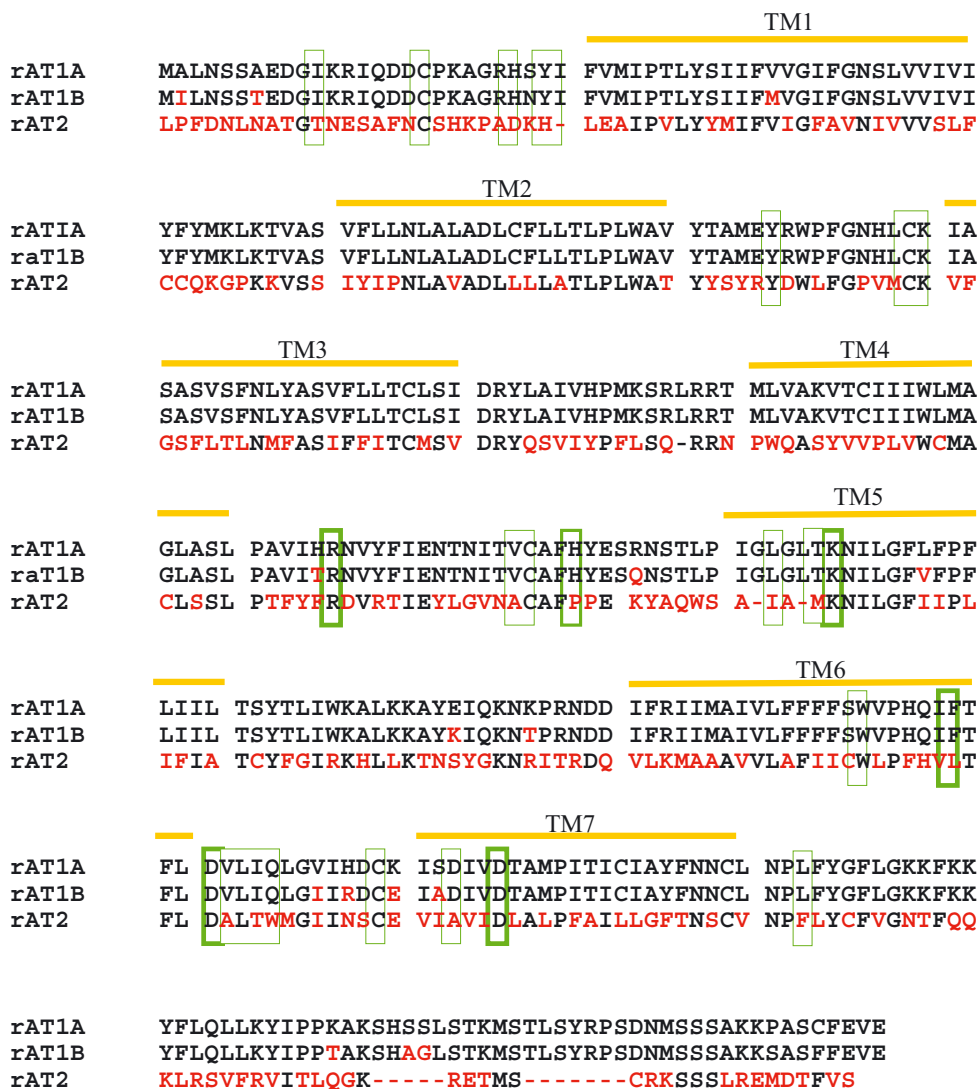 TM1
rAT1A MALNSSAEDGIKRIQDDCPKAGRHSYI FVMIPTLYSIIFVVGIFGNSLVVIVI
rAT1B MILNSSTEDGIKRIQDDCPKAGRHNYI FVMIPTLYSIIFMVGIFGNSLVVIVI
rAT2 LPFDNLNATGTNESAFNCSHKPADKH- LEAIPVLYYMIFVIGFAVNIVVVSLF
TM2
rATIA YFYMKLKTVASV VFLLNLALADLCFLLTLPLWAV YTAMEYRWPFGNHLCK IA
raT1B YFYMKLKTVAS VFLLNLALADLCFLLTLPLWAV YTAMEYRWPFGNHLCK IA
rAT2 CCQKGPKKVSS IYIPNLAVADLLLLATLPLWAT YYSYRYDWLFGPVMCK VF
TM3 TM4
rAT1A SASVSFNLYASVFLLTCLSI DRYLAIVHPMKSRLRRT MLVAKVTCIIIWLMA
rAT1B SASVSFNLYASVFLLTCLSI DRYLAIVHPMKSRLRRT MLVAKVTCIIIWLMA
rAT2 GSFLTLNMFASIFFITCMSV DRYQSVIYPFLSQ-RRN PWQASYVVPLVWCMA
TM5
rAT1A GLASL PAVIHRNVYFIENTNITVCAFHYESRNSTLP IGLGLTKNILGFLFPF
raT1B GLASL PAVITRNVYFIENTNITVCAFHYESQNSTLP IGLGLTKNILGFVFPF
rAT2 CLSSL PTFYFRDVRTIEYLGVNACAFPPE KYAQWS A-IA-MKNILGFIIPL
TM6
rAT1A LIIL TSYTLIWKALKKAYEIQKNKPRNDD IFRIIMAIVLFFFFSWVPHQIFT
rAT1B LIIL TSYTLIWKALKKAYKIQKNTPRNDD IFRIIMAIVLFFFFSWVPHQIFT
rAT2 IFIA TCYFGIRKHLLKTNSYGKNRITRDQ VLKMAAAVVLAFIICWLPFHVLT
TM7
rAT1A FL DVLIQLGVIHDCK ISDIVDTAMPITICIAYFNNCL NPLFYGFLGKKFKK
rAT1B FL DVLIQLGIIRDCE IADIVDTAMPITICIAYFNNCL NPLFYGFLGKKFKK
rAT2 FL DALTWMGIINSCE VIAVIDLALPFAILLGFTNSCV NPFLYCFVGNTFQQ
rAT1A YFLQLLKYIPPKAKSHSSLSTKMSTLSYRPSDNMSSSAKKPASCFEVE
rAT1B YFLQLLKYIPPTAKSHAGLSTKMSTLSYRPSDNMSSSAKKSASFFEVE
rAT2 KLRSVFRVITLQGK-----RETMS-------CRKSSSLREMDTFVS